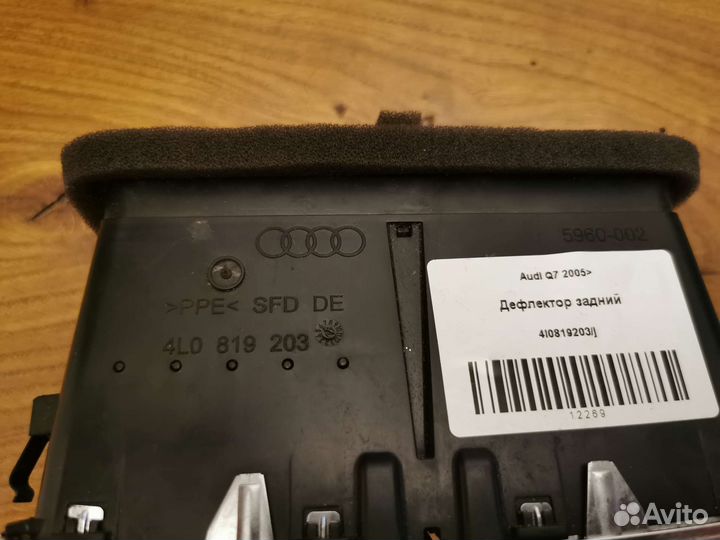 5960-002
>PPE< SFD DE
4L0 819 203
Audi Q7 2005>
Дефлектор задний
4l0819203/j
12269
Avito